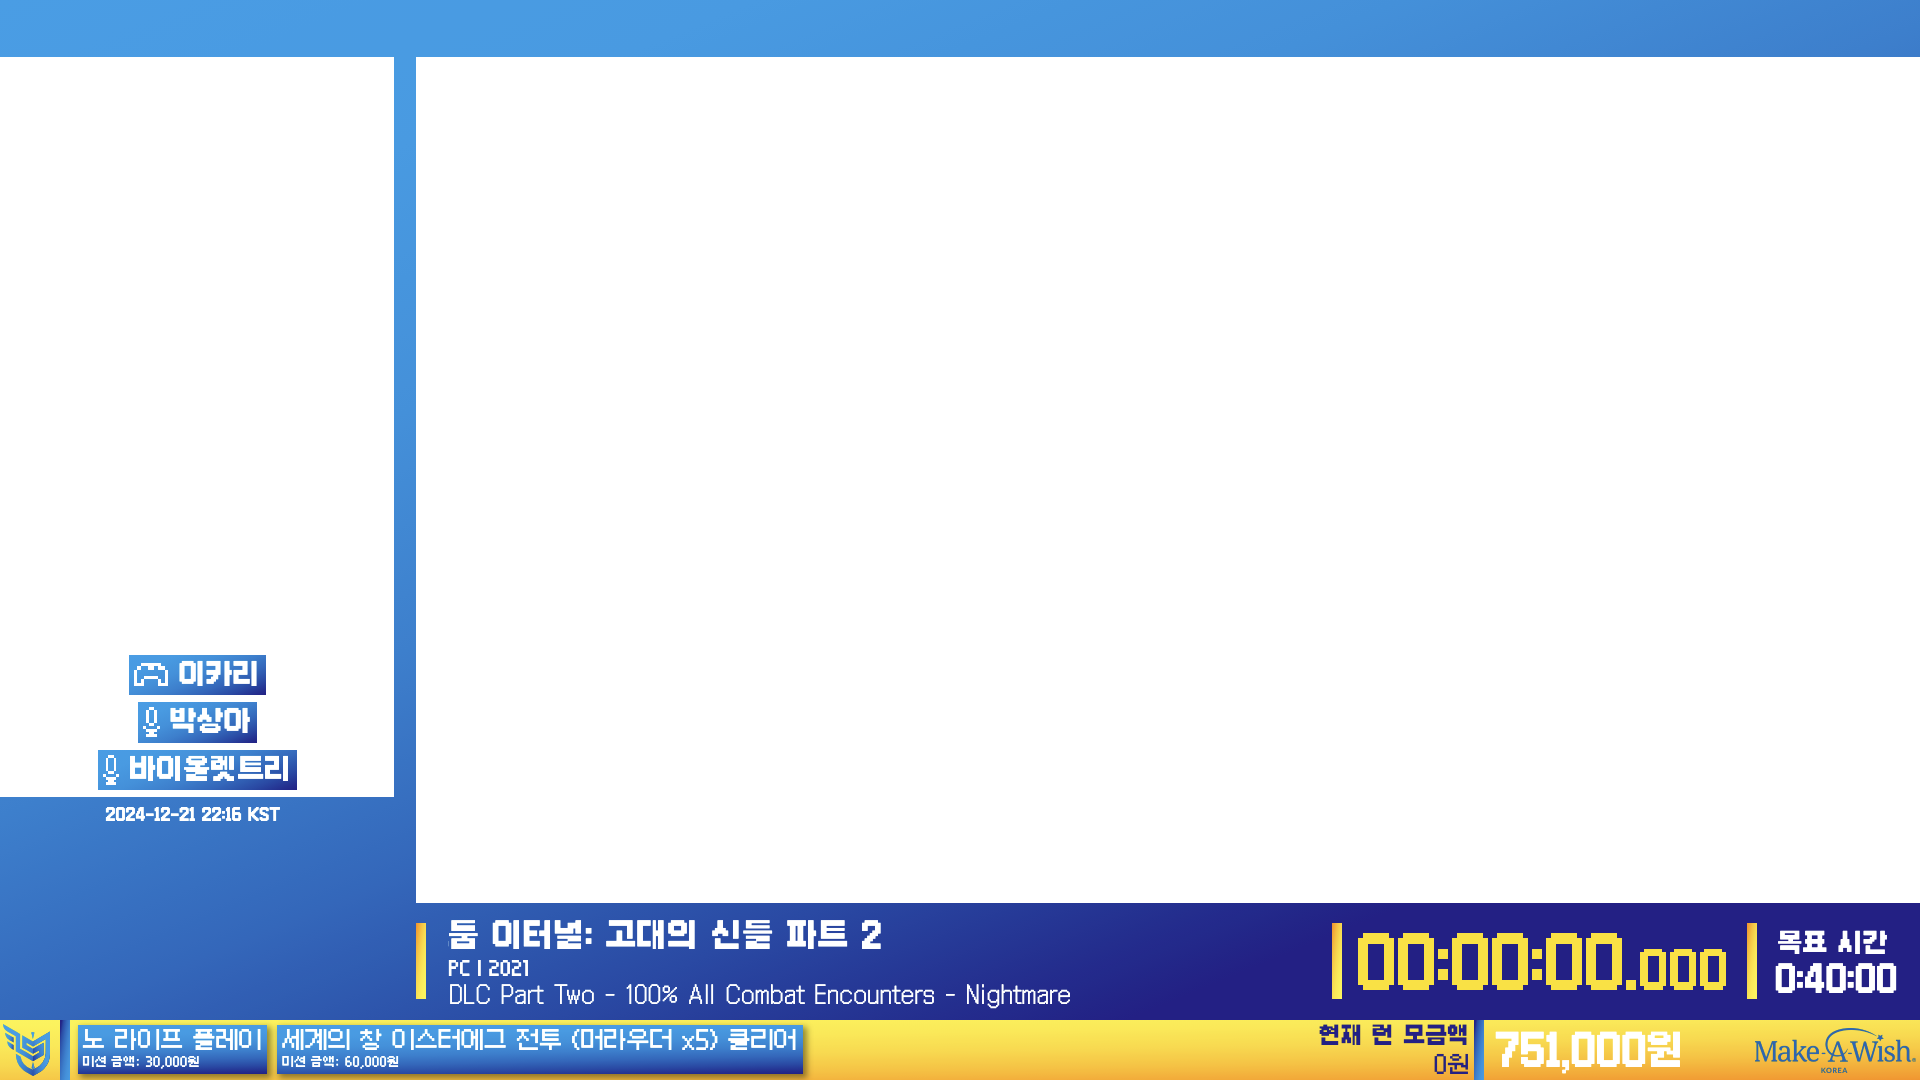 이카리
박상아
바이올렛트리
2024-12-21 22:16 KST
둠 이터널: 고대의 신들 파트 2
PC | 2021
DLC Part Two - 100% All Combat Encounters - Nightmare
00:00:00.000
목표 시간
0:40:00
노 라이프 플레이
미션 금액: 30,000원
세계의 창 이스터에그 전투 (머라우더 x5) 클리어
미션 금액: 60,000원
현재 런 모금액
0원
751,000원
Make-A-Wish®
KOREA